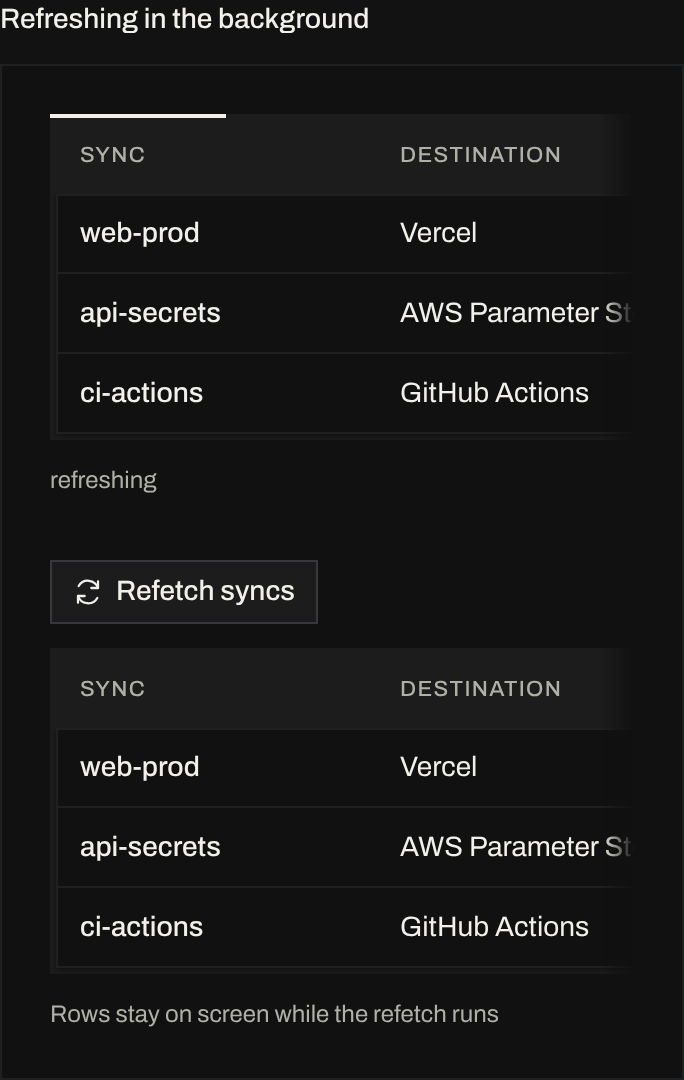 Refreshing in the background
SYNC DESTINATION
web-prod Vercel
api-secrets AWS Parameter
ci-actions GitHub Actions
refreshing
Refetch syncs
SYNC DESTINATION
web-prod Vercel
api-secrets AWS Parameter
ci-actions GitHub Actions
Rows stay on screen while the refetch runs